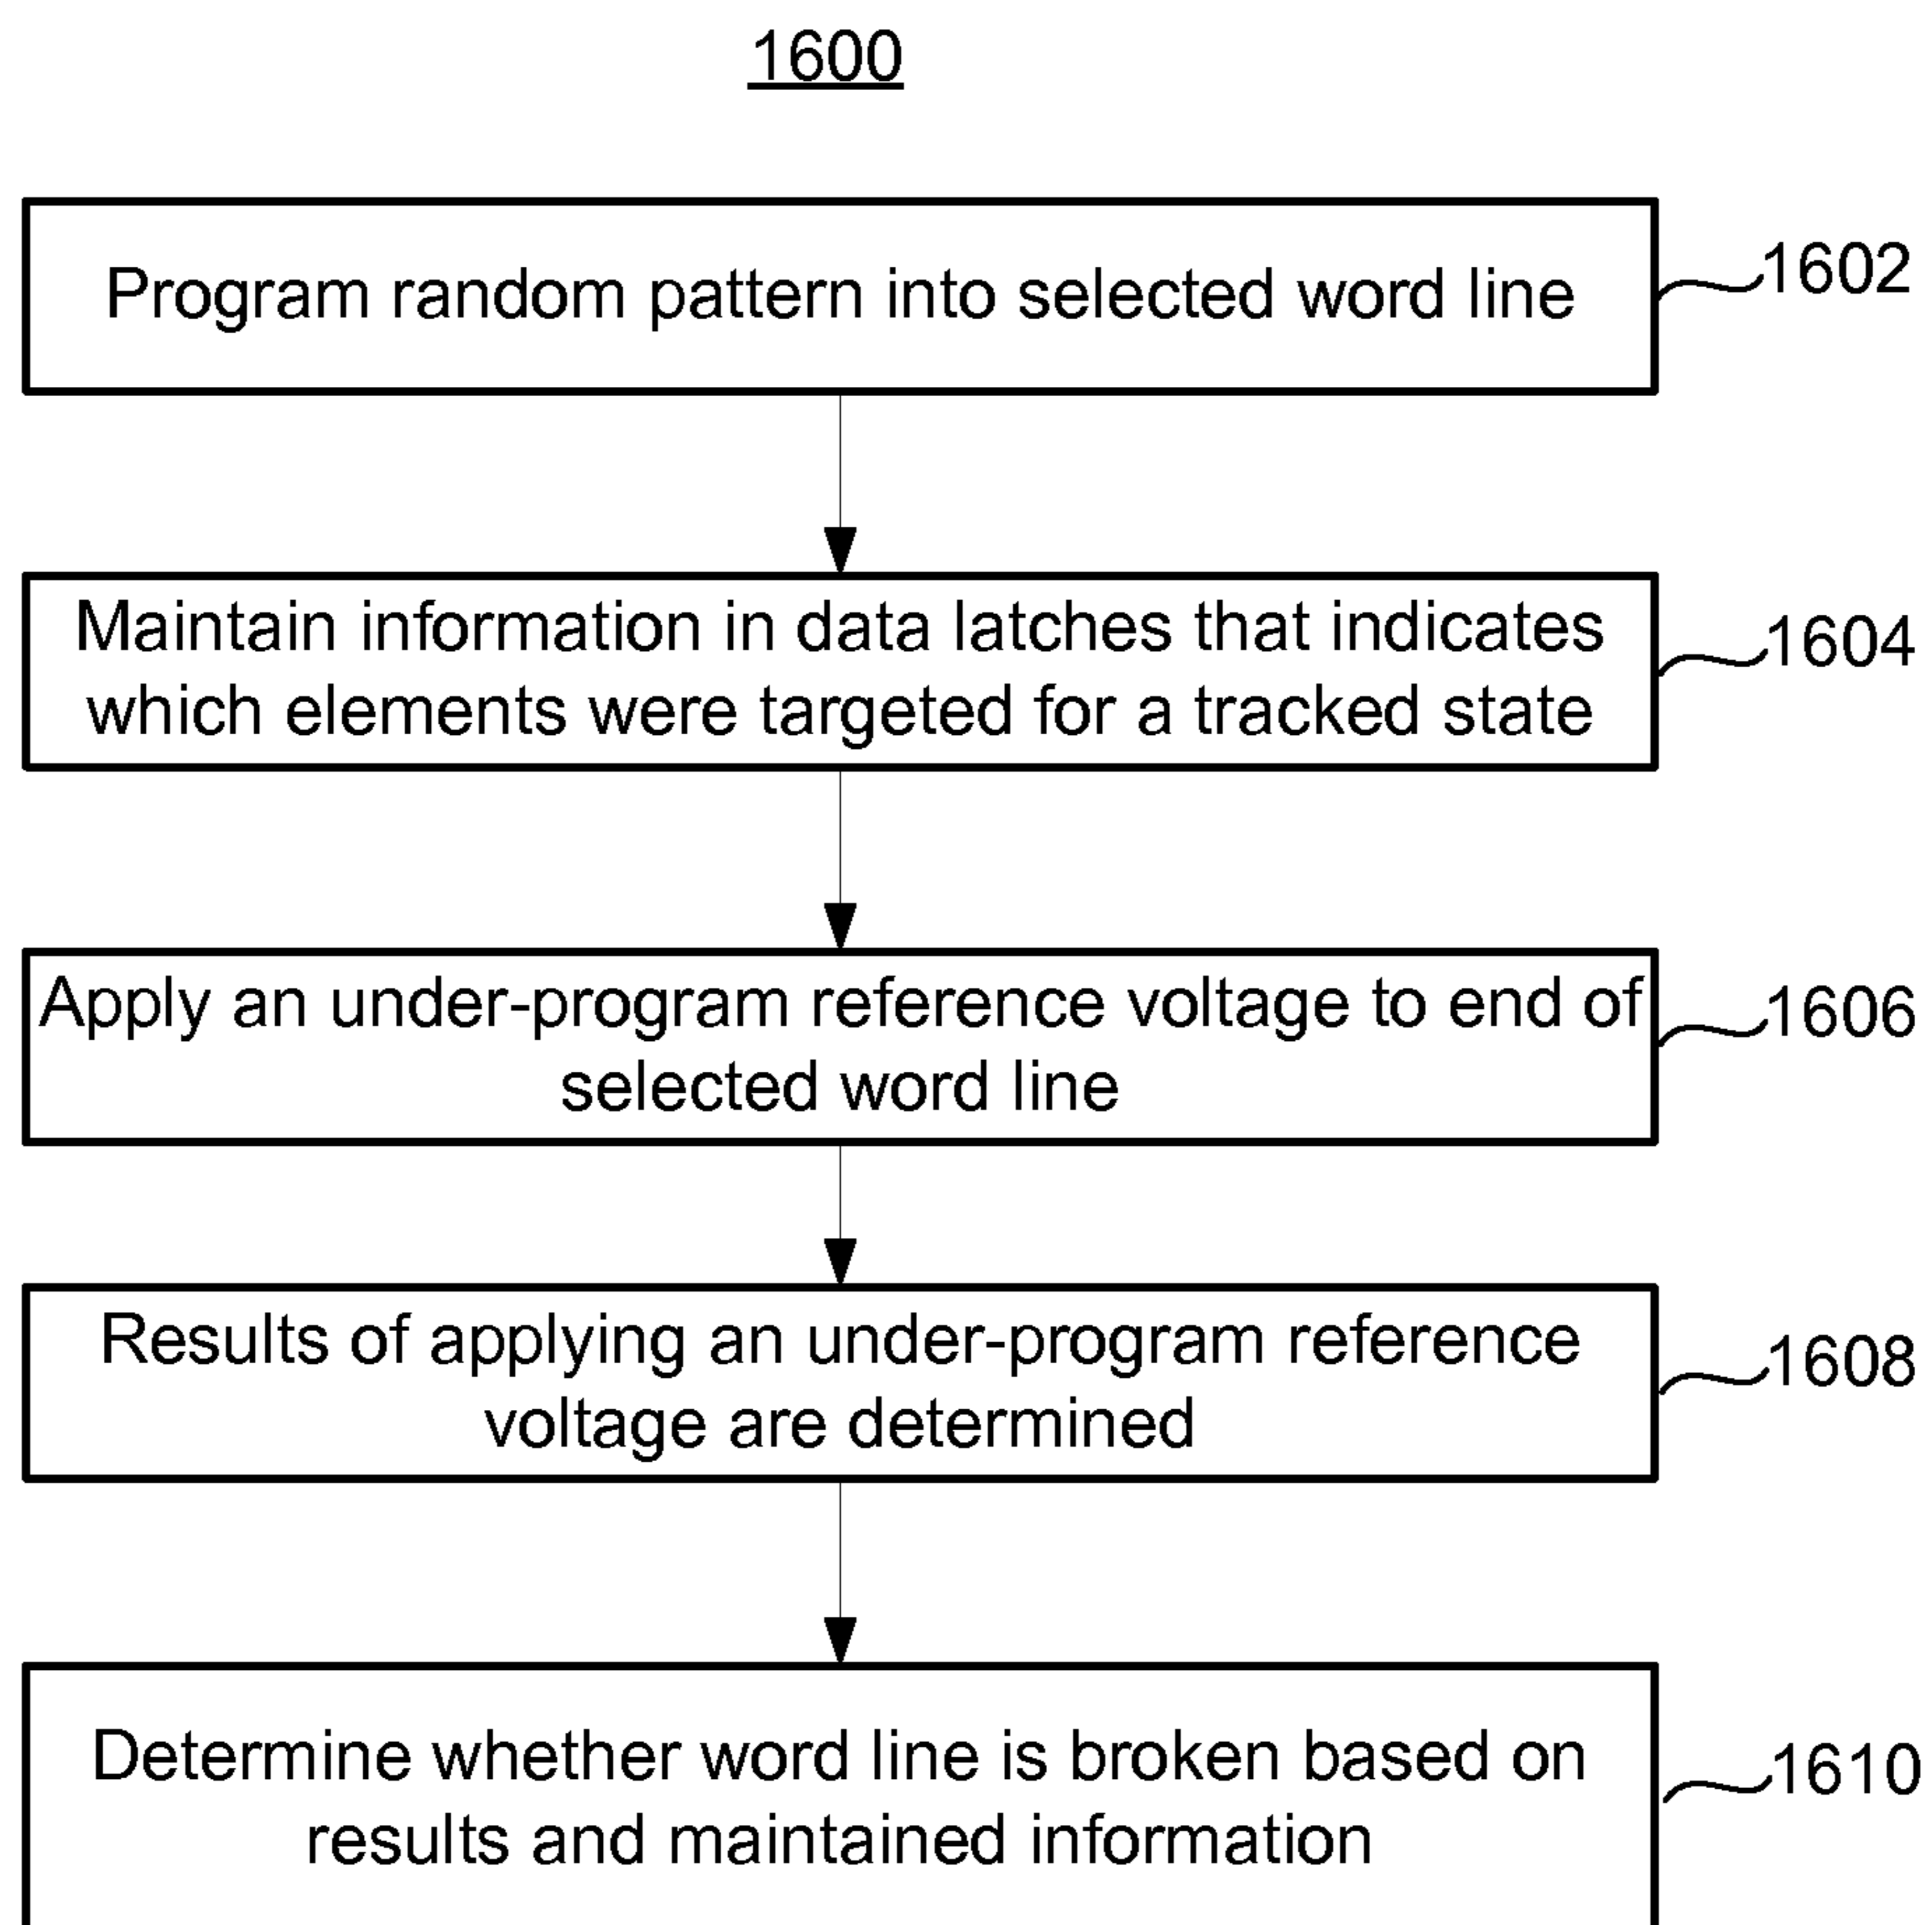 1600
Program random pattern into selected word line
1602
Maintain information in data latches that indicates
which elements were targeted for a tracked state
1604
Apply an under-program reference voltage to end of
selected word line
1606
Results of applying an under-program reference
voltage are determined
1608
Determine whether word line is broken based on
results and maintained information
1610